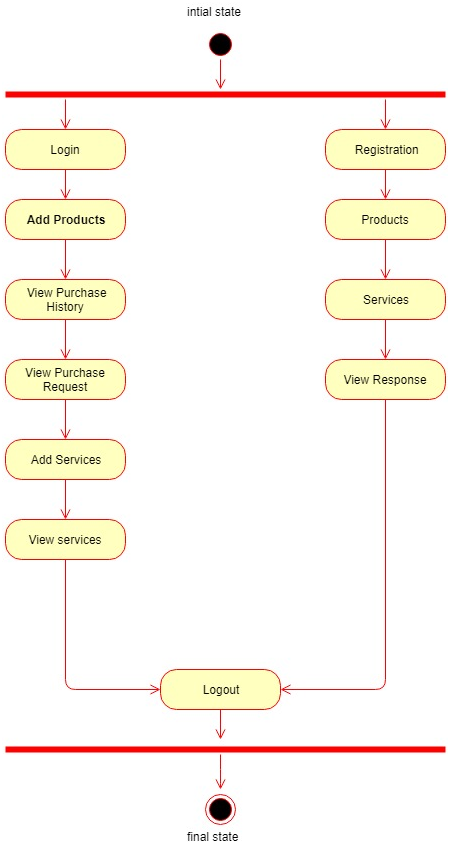 intial state
Login
Registration
Add Products
Products
View Purchase
History
Services
View Purchase
Request
View Response
Add Services
View services
Logout
final state